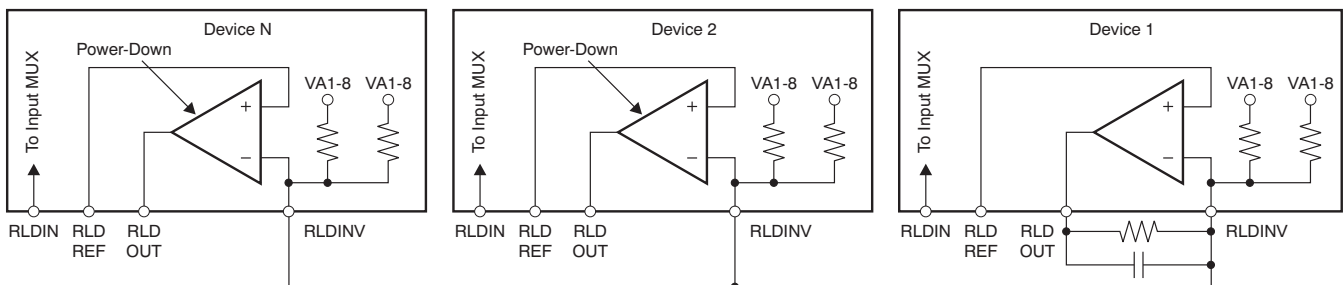 Device N
Power-Down
To Input MUX
VA1-8 VA1-8
+
−
RLDIN RLD REF RLD OUT RLDINV
Device 2
Power-Down
To Input MUX
VA1-8 VA1-8
+
−
RLDIN RLD REF RLD OUT RLDINV
Device 1
To Input MUX
VA1-8 VA1-8
+
−
RLDIN RLD REF RLD OUT RLDINV